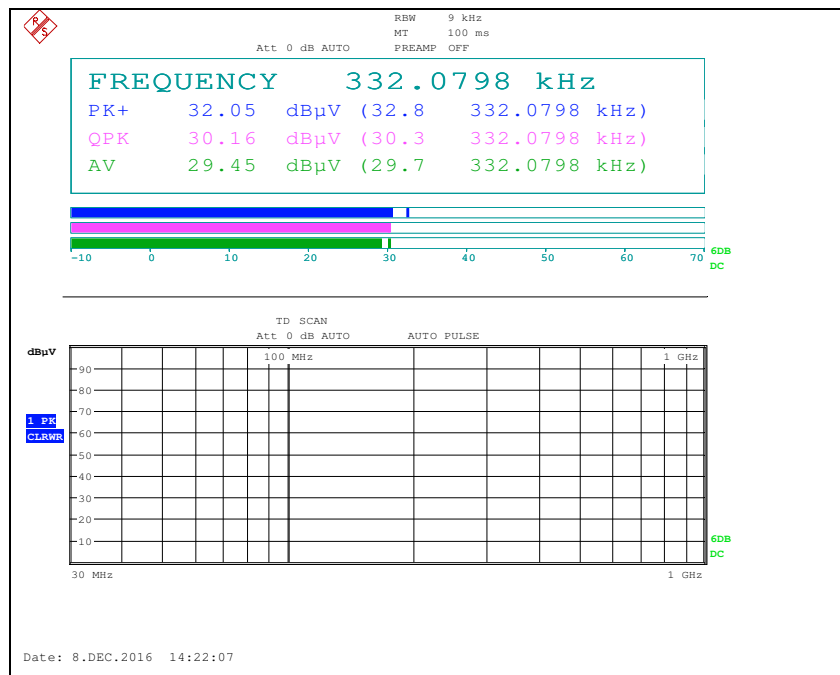 R S
RBW 9 kHz
MT 100 ms
Att 0 dB AUTO PREAMP OFF
FREQUENCY 332.0798 kHz
PK+ 32.05 dBµV (32.8 332.0798 kHz)
QPK 30.16 dBµV (30.3 332.0798 kHz)
AV 29.45 dBµV (29.7 332.0798 kHz)
-10 0 10 20 30 40 50 60 70
6DB
DC
TD SCAN
Att 0 dB AUTO AUTO PULSE
dBµV
100 MHz 1 GHz
90
80
70
1 PK
CLRWR
60
50
40
30
20
10
6DB
DC
30 MHz 1 GHz
Date: 8.DEC.2016 14:22:07